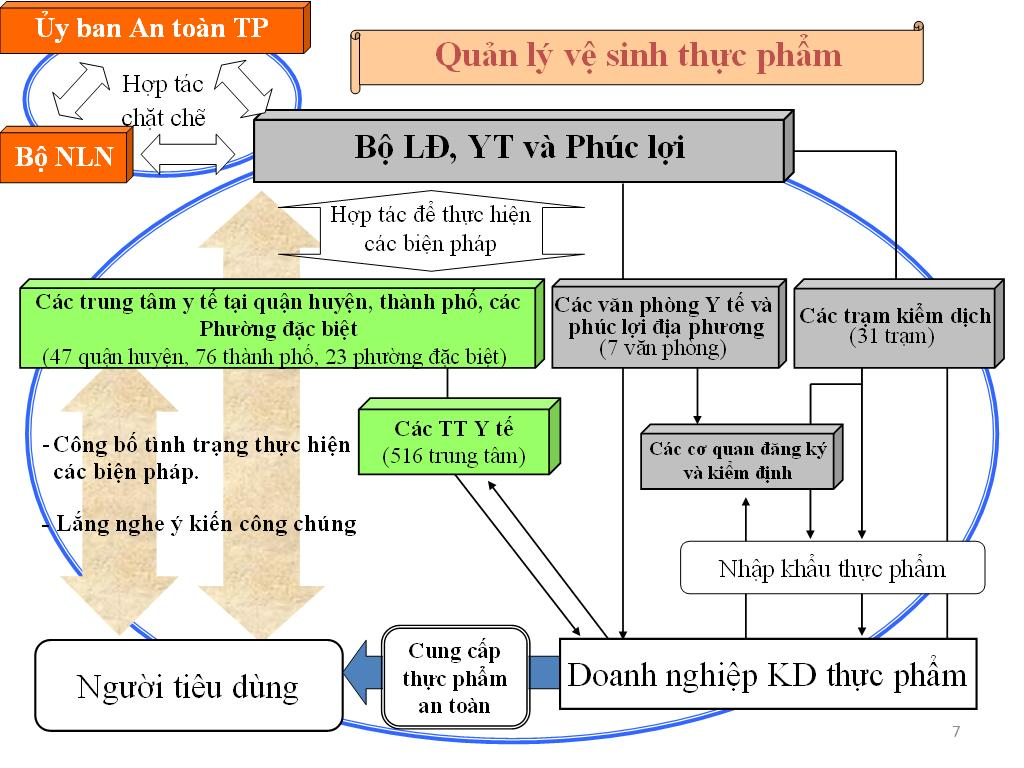 Ủy ban An toàn TP
Quản lý vệ sinh thực phẩm
Hợp tác
chặt chẽ
Bộ NLN
Bộ LĐ, YT và Phúc lợi
Hợp tác để thực hiện
các biện pháp
Các trung tâm y tế tại quận huyện, thành phố, các
Phường đặc biệt
(47 quận huyện, 76 thành phố, 23 phường đặc biệt)
Các văn phòng Y tế và
phúc lợi địa phương
(7 văn phòng)
Các trạm kiểm dịch
(31 trạm)
Các TT Y tế
(516 trung tâm)
Các cơ quan đăng ký
và kiểm định
- Công bố tình trạng thực hiện
các biện pháp.
- Lắng nghe ý kiến công chúng
Nhập khẩu thực phẩm
Người tiêu dùng
Cung cấp
thực phẩm
an toàn
Doanh nghiệp KD thực phẩm
7